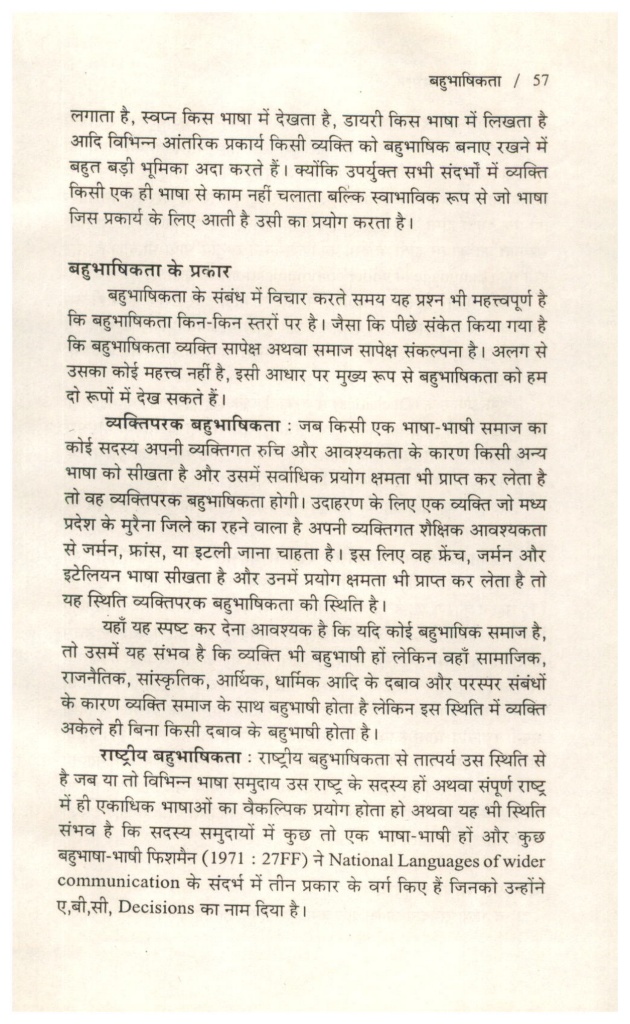 बहुभाषिकता / 57
लगाता है, स्वप्न किस भाषा में देखता है, डायरी किस भाषा में लिखता है
आदि विभिन्न आंतरिक प्रकार्य किसी व्यक्ति को बहुभाषिक बनाए रखने में
बहुत बड़ी भूमिका अदा करते हैं। क्योंकि उपर्युक्त सभी संदर्भों में व्यक्ति
किसी एक ही भाषा से काम नहीं चलाता बल्कि स्वाभाविक रूप से जो भाषा
जिस प्रकार्य के लिए आती है उसी का प्रयोग करता है।
बहुभाषिकता के प्रकार
बहुभाषिकता के संबंध में विचार करते समय यह प्रश्न भी महत्त्वपूर्ण है
कि बहुभाषिकता किन-किन स्तरों पर है। जैसा कि पीछे संकेत किया गया है
कि बहुभाषिकता व्यक्ति सापेक्ष अथवा समाज सापेक्ष संकल्पना है। अलग से
उसका कोई महत्त्व नहीं है, इसी आधार पर मुख्य रूप से बहुभाषिकता को हम
दो रूपों में देख सकते हैं।
व्यक्तिपरक बहुभाषिकता : जब किसी एक भाषा-भाषी समाज का
कोई सदस्य अपनी व्यक्तिगत रुचि और आवश्यकता के कारण किसी अन्य
भाषा को सीखता है और उसमें सर्वाधिक प्रयोग क्षमता भी प्राप्त कर लेता है
तो वह व्यक्तिपरक बहुभाषिकता होगी। उदाहरण के लिए एक व्यक्ति जो मध्य
प्रदेश के मुरैना जिले का रहने वाला है अपनी व्यक्तिगत शैक्षिक आवश्यकता
से जर्मन, फ्रांस, या इटली जाना चाहता है। इस लिए वह फ्रेंच, जर्मन और
इटेलियन भाषा सीखता है और उनमें प्रयोग क्षमता भी प्राप्त कर लेता है तो
यह स्थिति व्यक्तिपरक बहुभाषिकता की स्थिति है।
यहाँ यह स्पष्ट कर देना आवश्यक है कि यदि कोई बहुभाषिक समाज है,
तो उसमें यह संभव है कि व्यक्ति भी बहुभाषी हों लेकिन वहाँ सामाजिक,
राजनैतिक, सांस्कृतिक, आर्थिक, धार्मिक आदि के दबाव और परस्पर संबंधों
के कारण व्यक्ति समाज के साथ बहुभाषी होता है लेकिन इस स्थिति में व्यक्ति
अकेले ही बिना किसी दबाव के बहुभाषी होता है।
राष्ट्रीय बहुभाषिकता : राष्ट्रीय बहुभाषिकता से तात्पर्य उस स्थिति से
है जब या तो विभिन्न भाषा समुदाय उस राष्ट्र के सदस्य हों अथवा संपूर्ण राष्ट्र
में ही एकाधिक भाषाओं का वैकल्पिक प्रयोग होता हो अथवा यह भी स्थिति
संभव है कि सदस्य समुदायों में कुछ तो एक भाषा-भाषी हों और कुछ
बहुभाषा-भाषी फिशमैन (1971 : 27FF) ने National Languages of wider
communication के संदर्भ में तीन प्रकार के वर्ग किए हैं जिनको उन्होंने
ए,बी,सी, Decisions का नाम दिया है।